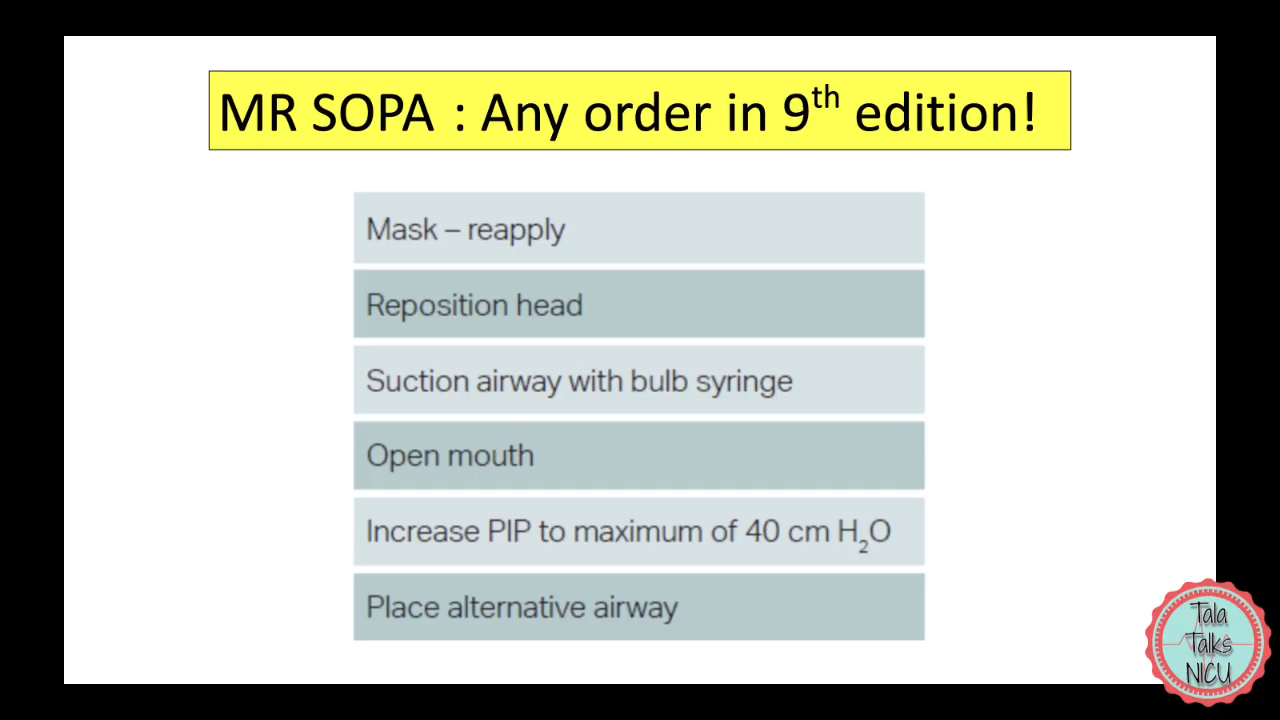 MR SOPA : Any order in 9th edition!
Mask – reapply
Reposition head
Suction airway with bulb syringe
Open mouth
Increase PIP to maximum of 40 cm H₂O
Place alternative airway
Tala
Talks
NICU